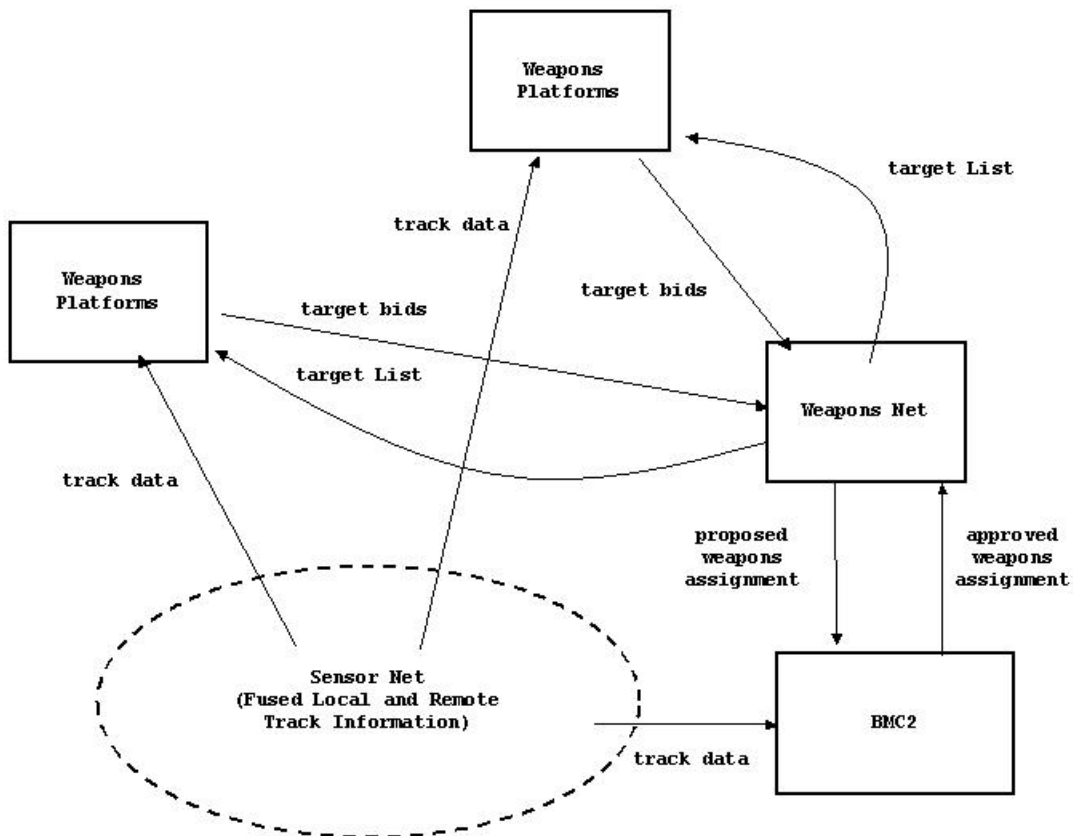 Weapons
Platforms
target List
track data
Weapons
Platforms
target bids
target bids
target List
Weapons Net
track data
proposed
weapons
assignment
approved
weapons
assignment
Sensor Net
(Fused Local and Remote
Track Information)
BMC2
track data